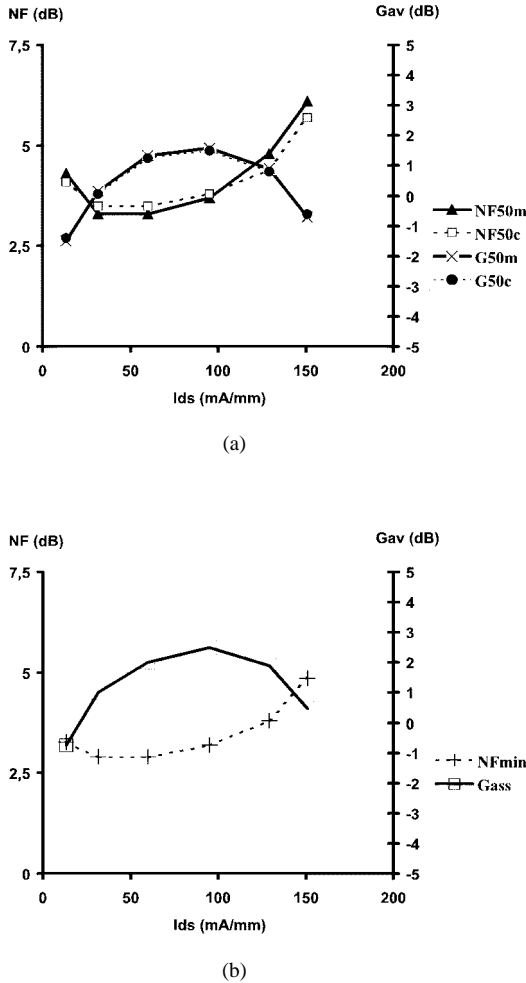 NF (dB)
Gav (dB)
7,5
5
2,5
0
5
4
3
2
1
0
-1
-2
-3
-4
-5
0
50
100
150
200
Ids (mA/mm)
NF50m
NF50c
G50m
G50c
(a)
NF (dB)
Gav (dB)
7,5
5
2,5
0
5
4
3
2
1
0
-1
-2
-3
-4
-5
0
50
100
150
200
Ids (mA/mm)
NFmin
Gass
(b)